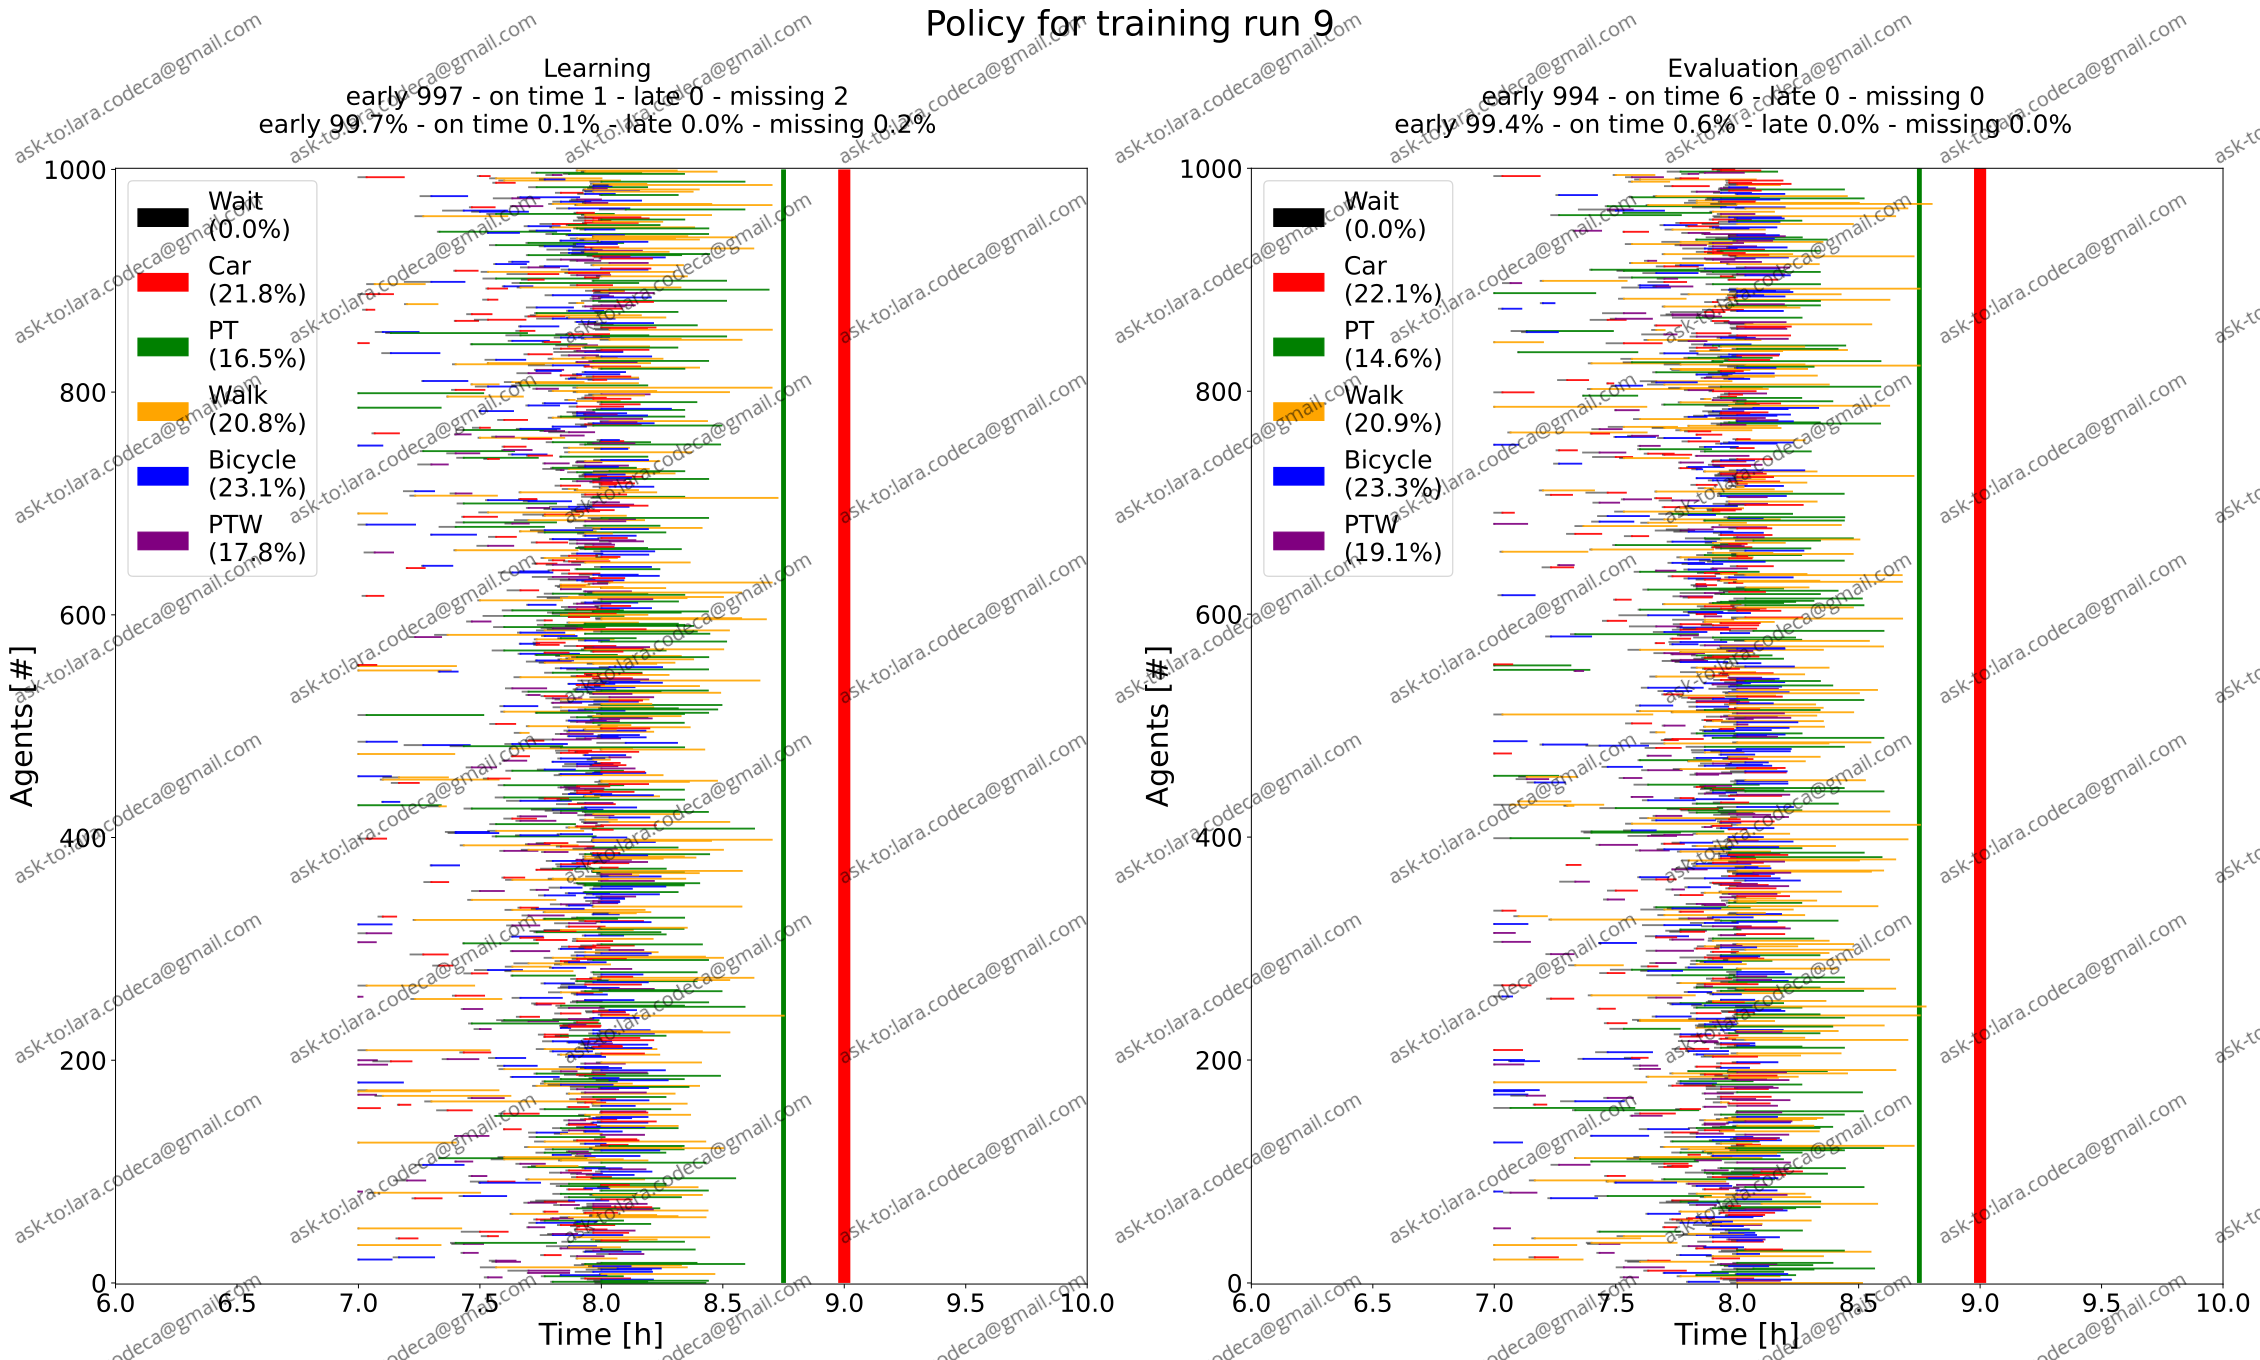 Policy for training run 9
Learning
early 997 - on time 1 - late 0 - missing 2
early 99.7% - on time 0.1% - late 0.0% - missing 0.2%
Wait
(0.0%)
Car
(21.8%)
PT
(16.5%)
Walk
(20.8%)
Bicycle
(23.1%)
PTW
(17.8%)
1000
800
600
400
200
0
Agents [#]
6.0 6.5 7.0 7.5 8.0 8.5 9.0 9.5 10.0
Time [h]
Evaluation
early 994 - on time 6 - late 0 - missing 0
early 99.4% - on time 0.6% - late 0.0% - missing 0.0%
Wait
(0.0%)
Car
(22.1%)
PT
(14.6%)
Walk
(20.9%)
Bicycle
(23.3%)
PTW
(19.1%)
1000
800
600
400
200
0
Agents [#]
6.0 6.5 7.0 7.5 8.0 8.5 9.0 9.5 10.0
Time [h]
ask-to:lara.codeca@gmail.com